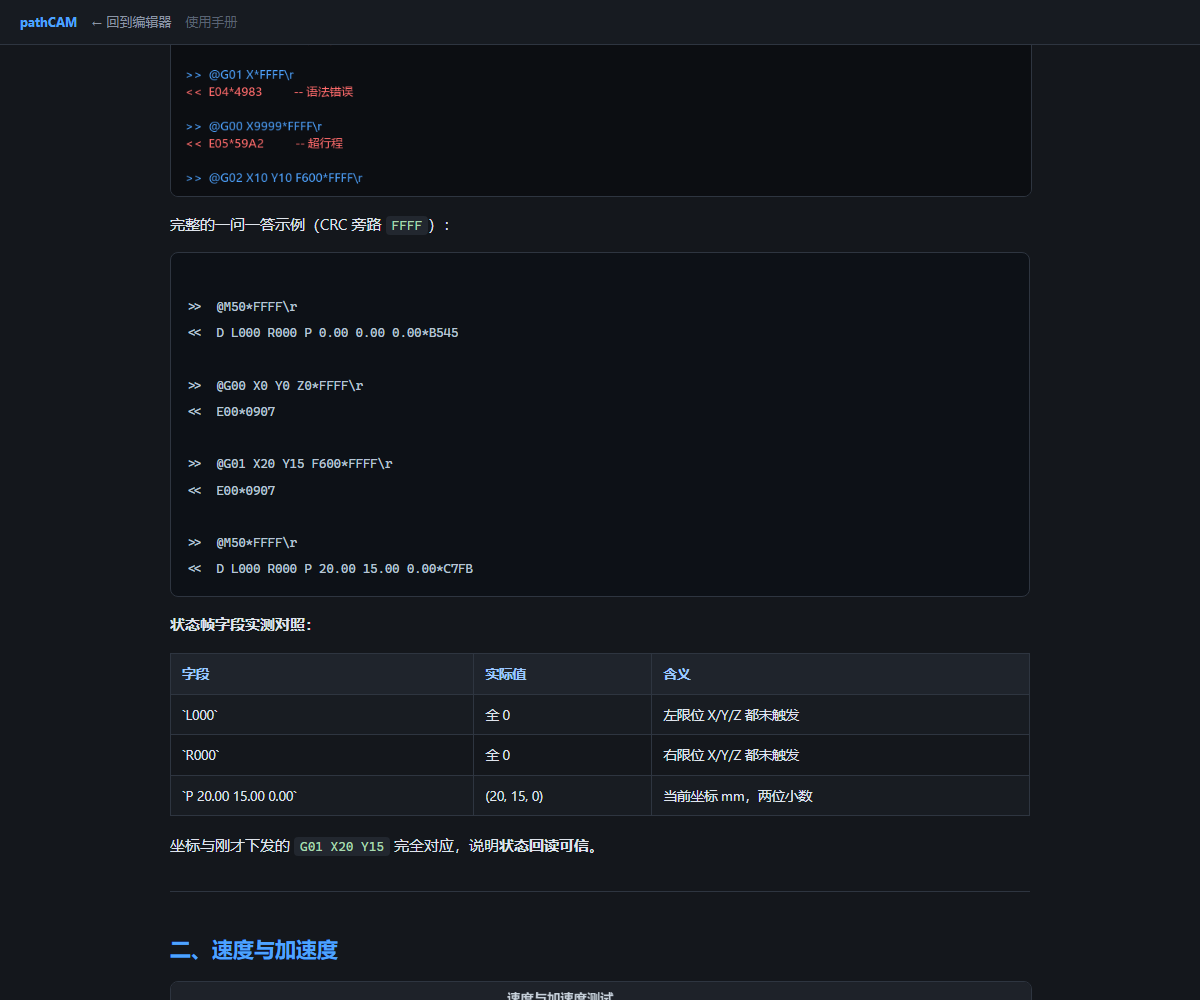 pathCAM ← 回到编辑器 使用手册
>> @G01 X*FFFF\r
<< E04*4983 -- 语法错误
>> @G00 X9999*FFFF\r
<< E05*59A2 -- 超行程
>> @G02 X10 Y10 F600*FFFF\r
完整的一问一答示例（CRC 旁路 FFFF）：
>> @M50*FFFF\r
<< D L000 R000 P 0.00 0.00 0.00*B545
>> @G00 X0 Y0 Z0*FFFF\r
<< E00*0907
>> @G01 X20 Y15 F600*FFFF\r
<< E00*0907
>> @M50*FFFF\r
<< D L000 R000 P 20.00 15.00 0.00*C7FB
状态帧字段实测对照：
字段 实际值 含义
`L000` 全 0 左限位 X/Y/Z 都未触发
`R000` 全 0 右限位 X/Y/Z 都未触发
`P 20.00 15.00 0.00` (20, 15, 0) 当前坐标 mm，两位小数
坐标与刚才下发的 G01 X20 Y15 完全对应，说明状态回读可信。
二、速度与加速度
速度与加速度测试